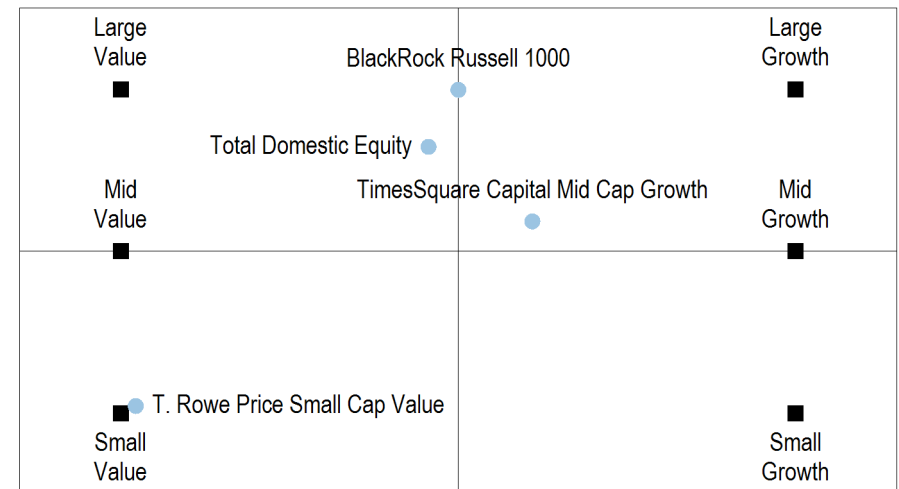 Large
Value
Large
Growth
BlackRock Russell 1000
Total Domestic Equity
Mid
Value
TimesSquare Capital Mid Cap Growth
Mid
Growth
T. Rowe Price Small Cap Value
Small
Value
Small
Growth